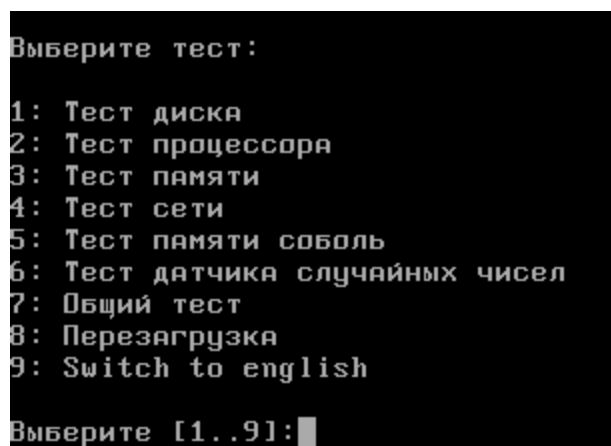 Выберите тест:
1: Тест диска
2: Тест процессора
3: Тест памяти
4: Тест сети
5: Тест памяти соболь
6: Тест датчика случайных чисел
7: Общий тест
8: Перезагрузка
9: Switch to english
Выберите [1..9]: